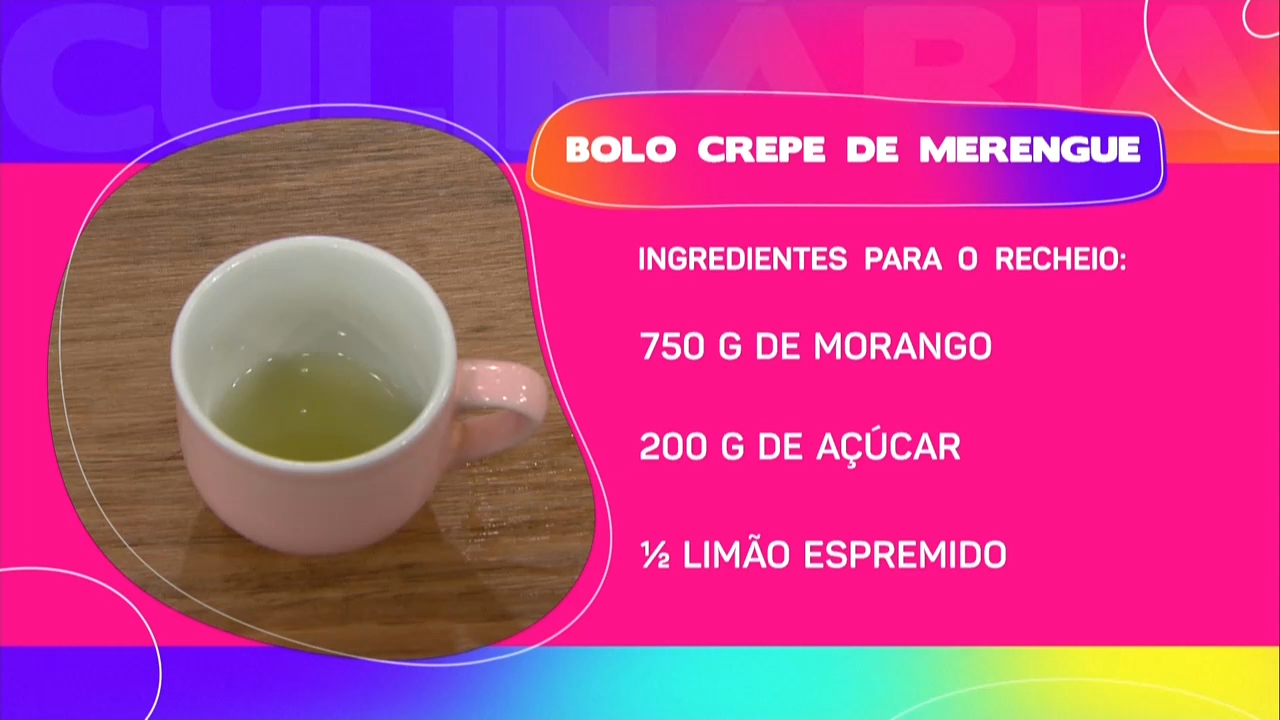 CULINÁRIA
BOLO CREPE DE MERENGUE
INGREDIENTES PARA O RECHEIO:
750 G DE MORANGO
200 G DE AÇÚCAR
½ LIMÃO ESPREMIDO